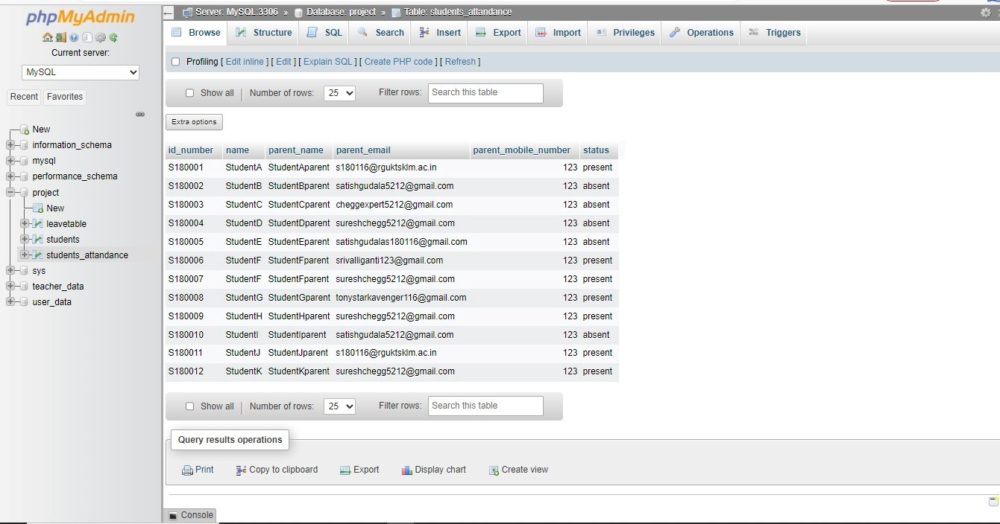 phpMyAdmin
Current server:
MySQL
Recent Favorites
New
information_schema
mysql
performance_schema
project
New
leavetable
students
students_attandance
sys
teacher_data
user_data
Server: MySQL:3306 » Database: project » Table: students_attandance
Browse Structure SQL Search Insert Export Import Privileges Operations Triggers
Profiling [ Edit inline ] [ Edit ] [ Explain SQL ] [ Create PHP code ] [ Refresh ]
Show all | Number of rows: 25 Filter rows: Search this table
Extra options
id_number name parent_name parent_email parent_mobile_number status
S180001 StudentA StudentAparent s180116@rguktsklm.ac.in 123 present
S180002 StudentB StudentBparent satishgudala5212@gmail.com 123 absent
S180003 StudentC StudentCparent cheggexpert5212@gmail.com 123 absent
S180004 StudentD StudentDparent sureshchegg5212@gmail.com 123 absent
S180005 StudentE StudentEparent satishgudalas180116@gmail.com 123 absent
S180006 StudentF StudentFparent srivalliganti123@gmail.com 123 present
S180007 StudentF StudentFparent sureshchegg5212@gmail.com 123 present
S180008 StudentG StudentGparent tonystarkavenger116@gmail.com 123 present
S180009 StudentH StudentHparent sureshchegg5212@gmail.com 123 present
S180010 StudentI StudentIparent satishgudala5212@gmail.com 123 absent
S180011 StudentJ StudentJparent s180116@rguktsklm.ac.in 123 present
S180012 StudentK StudentKparent sureshchegg5212@gmail.com 123 present
Show all | Number of rows: 25 Filter rows: Search this table
Query results operations
Print Copy to clipboard Export Display chart Create view
Console